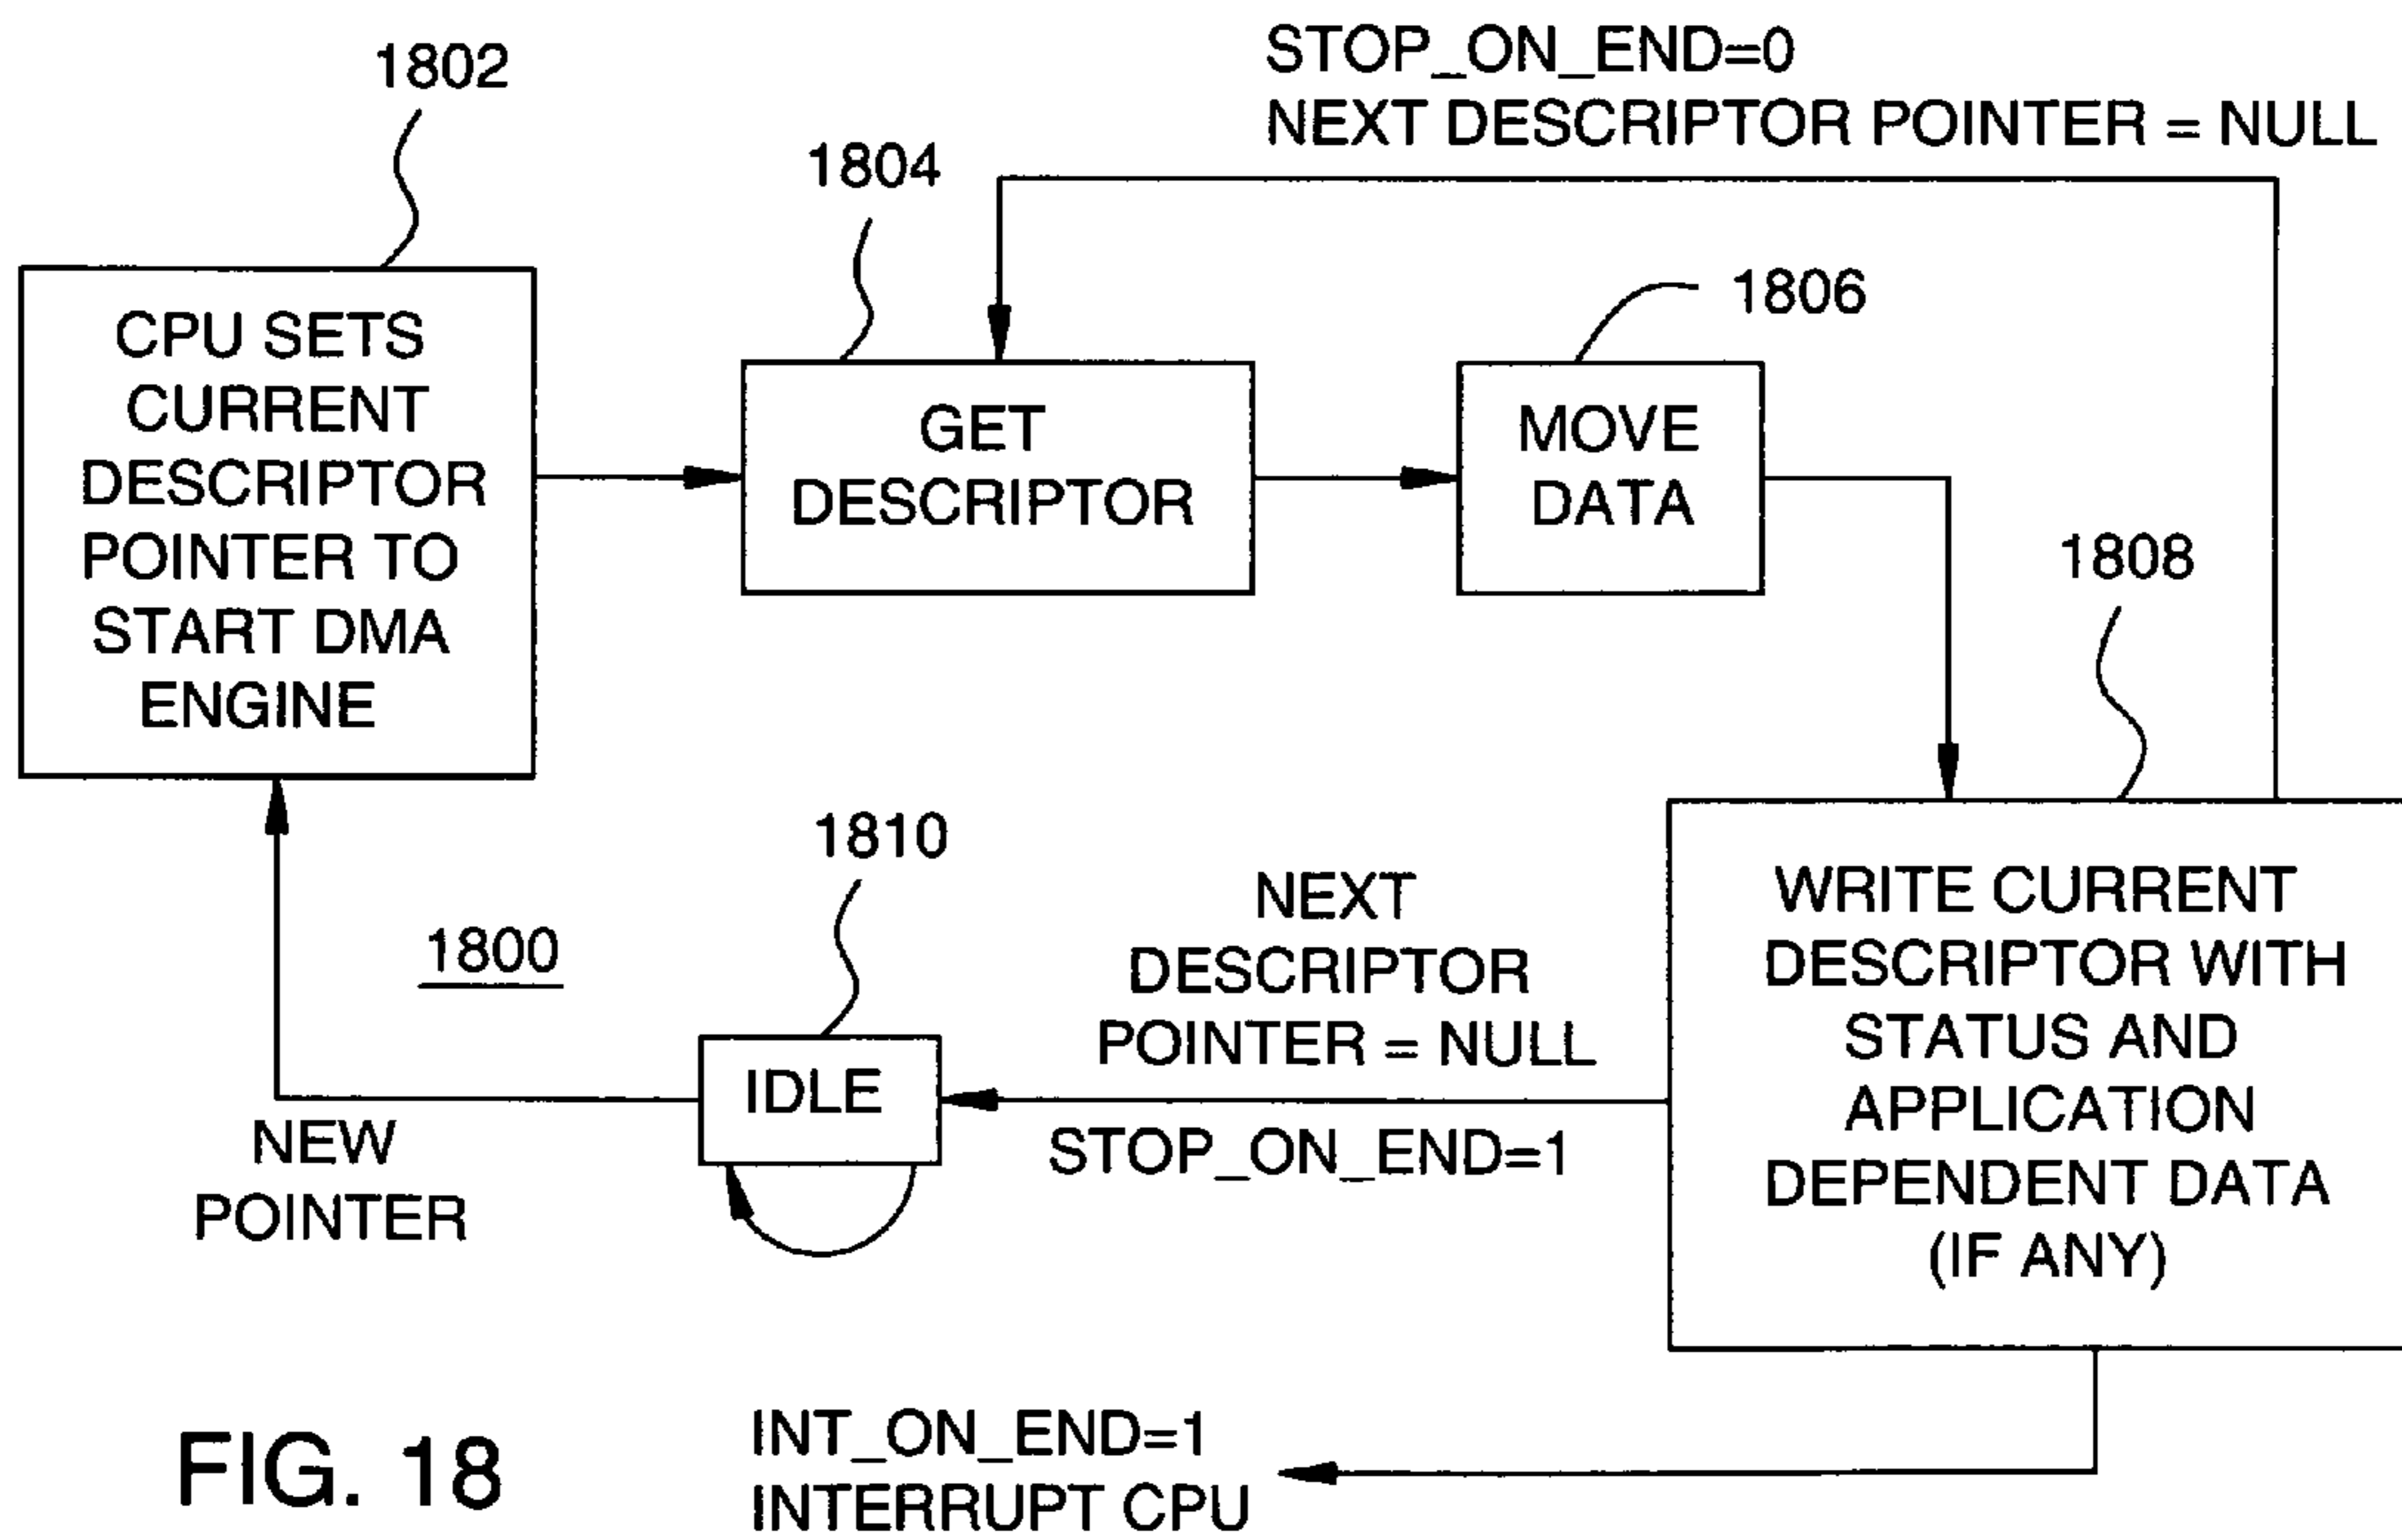 1802
STOP_ON_END=0
NEXT DESCRIPTOR POINTER = NULL
1804
1806
CPU SETS
CURRENT
DESCRIPTOR
POINTER TO
START DMA
ENGINE
GET
DESCRIPTOR
MOVE
DATA
1808
1810
1800
NEXT
DESCRIPTOR
POINTER = NULL
STOP_ON_END=1
IDLE
NEW
POINTER
WRITE CURRENT
DESCRIPTOR WITH
STATUS AND
APPLICATION
DEPENDENT DATA
(IF ANY)
INT_ON_END=1
INTERRUPT CPU
FIG. 18